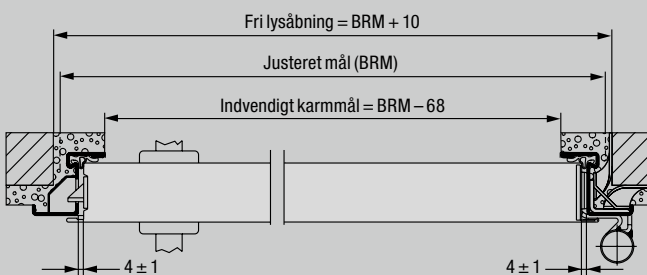 Fri lysåbning = BRM + 10
Justeret mål (BRM)
Indvendigt karmmål = BRM – 68
4 ± 1
4 ± 1